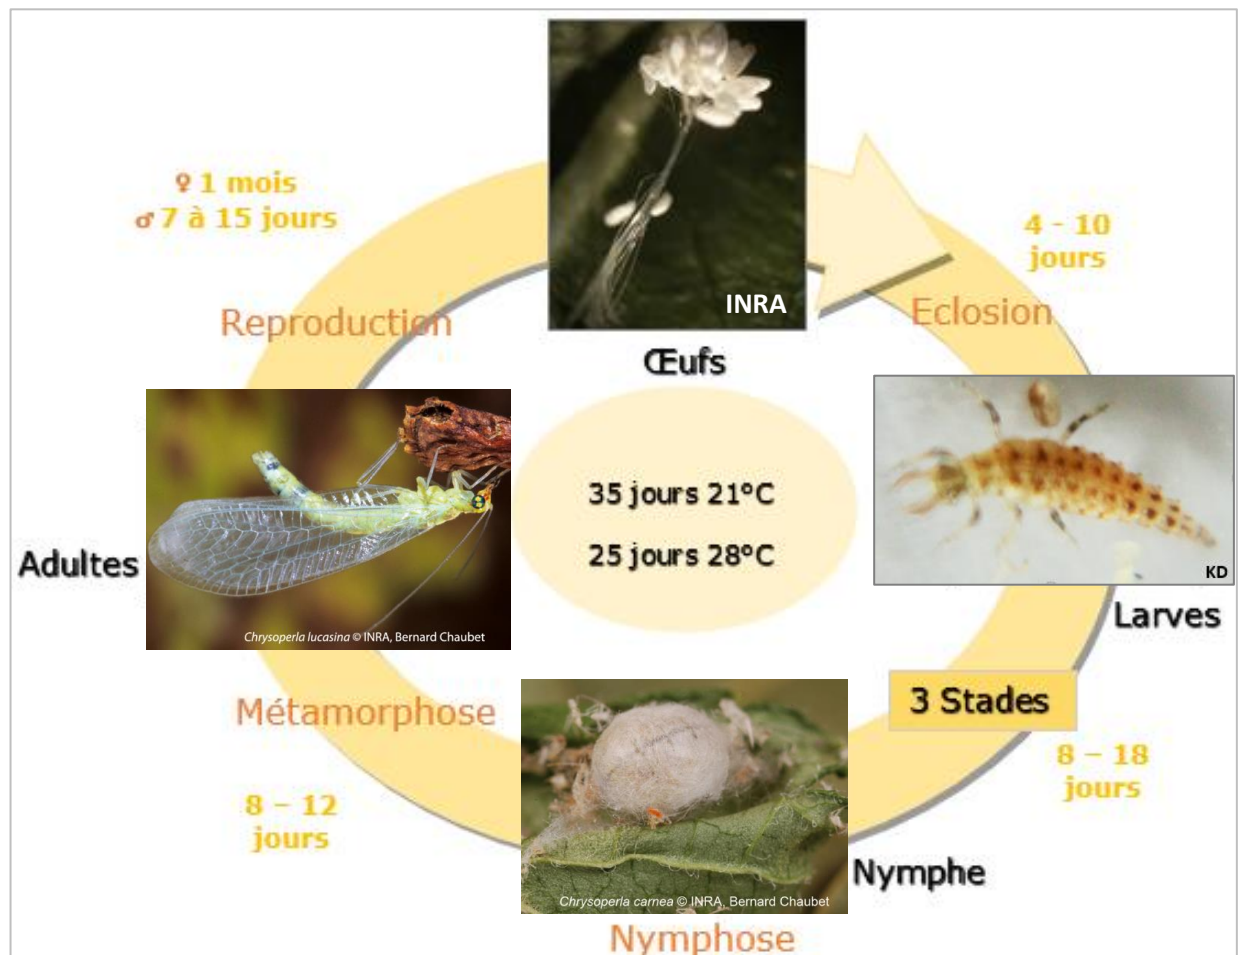 INRA
Œufs
♀ 1 mois
♂ 7 à 15 jours
Reproduction
4 - 10
jours
Eclosion
KD
Larves
3 Stades
8 – 18
jours
Nymphe
Chrysoperla carnea © INRA, Bernard Chaubet
Nymphose
Métamorphose
8 – 12
jours
Adultes
Chrysoperla lucasina © INRA, Bernard Chaubet
35 jours 21°C
25 jours 28°C